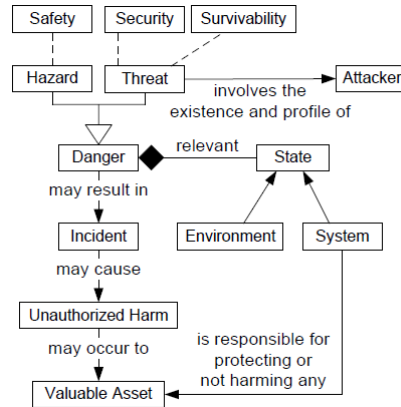 Safety
Security
Survivability
Hazard
Threat
Attacker
involves the
existence and profile of
Danger
relevant
State
may result in
Incident
Environment
System
may cause
Unauthorized Harm
may occur to
is responsible for
protecting or
not harming any
Valuable Asset